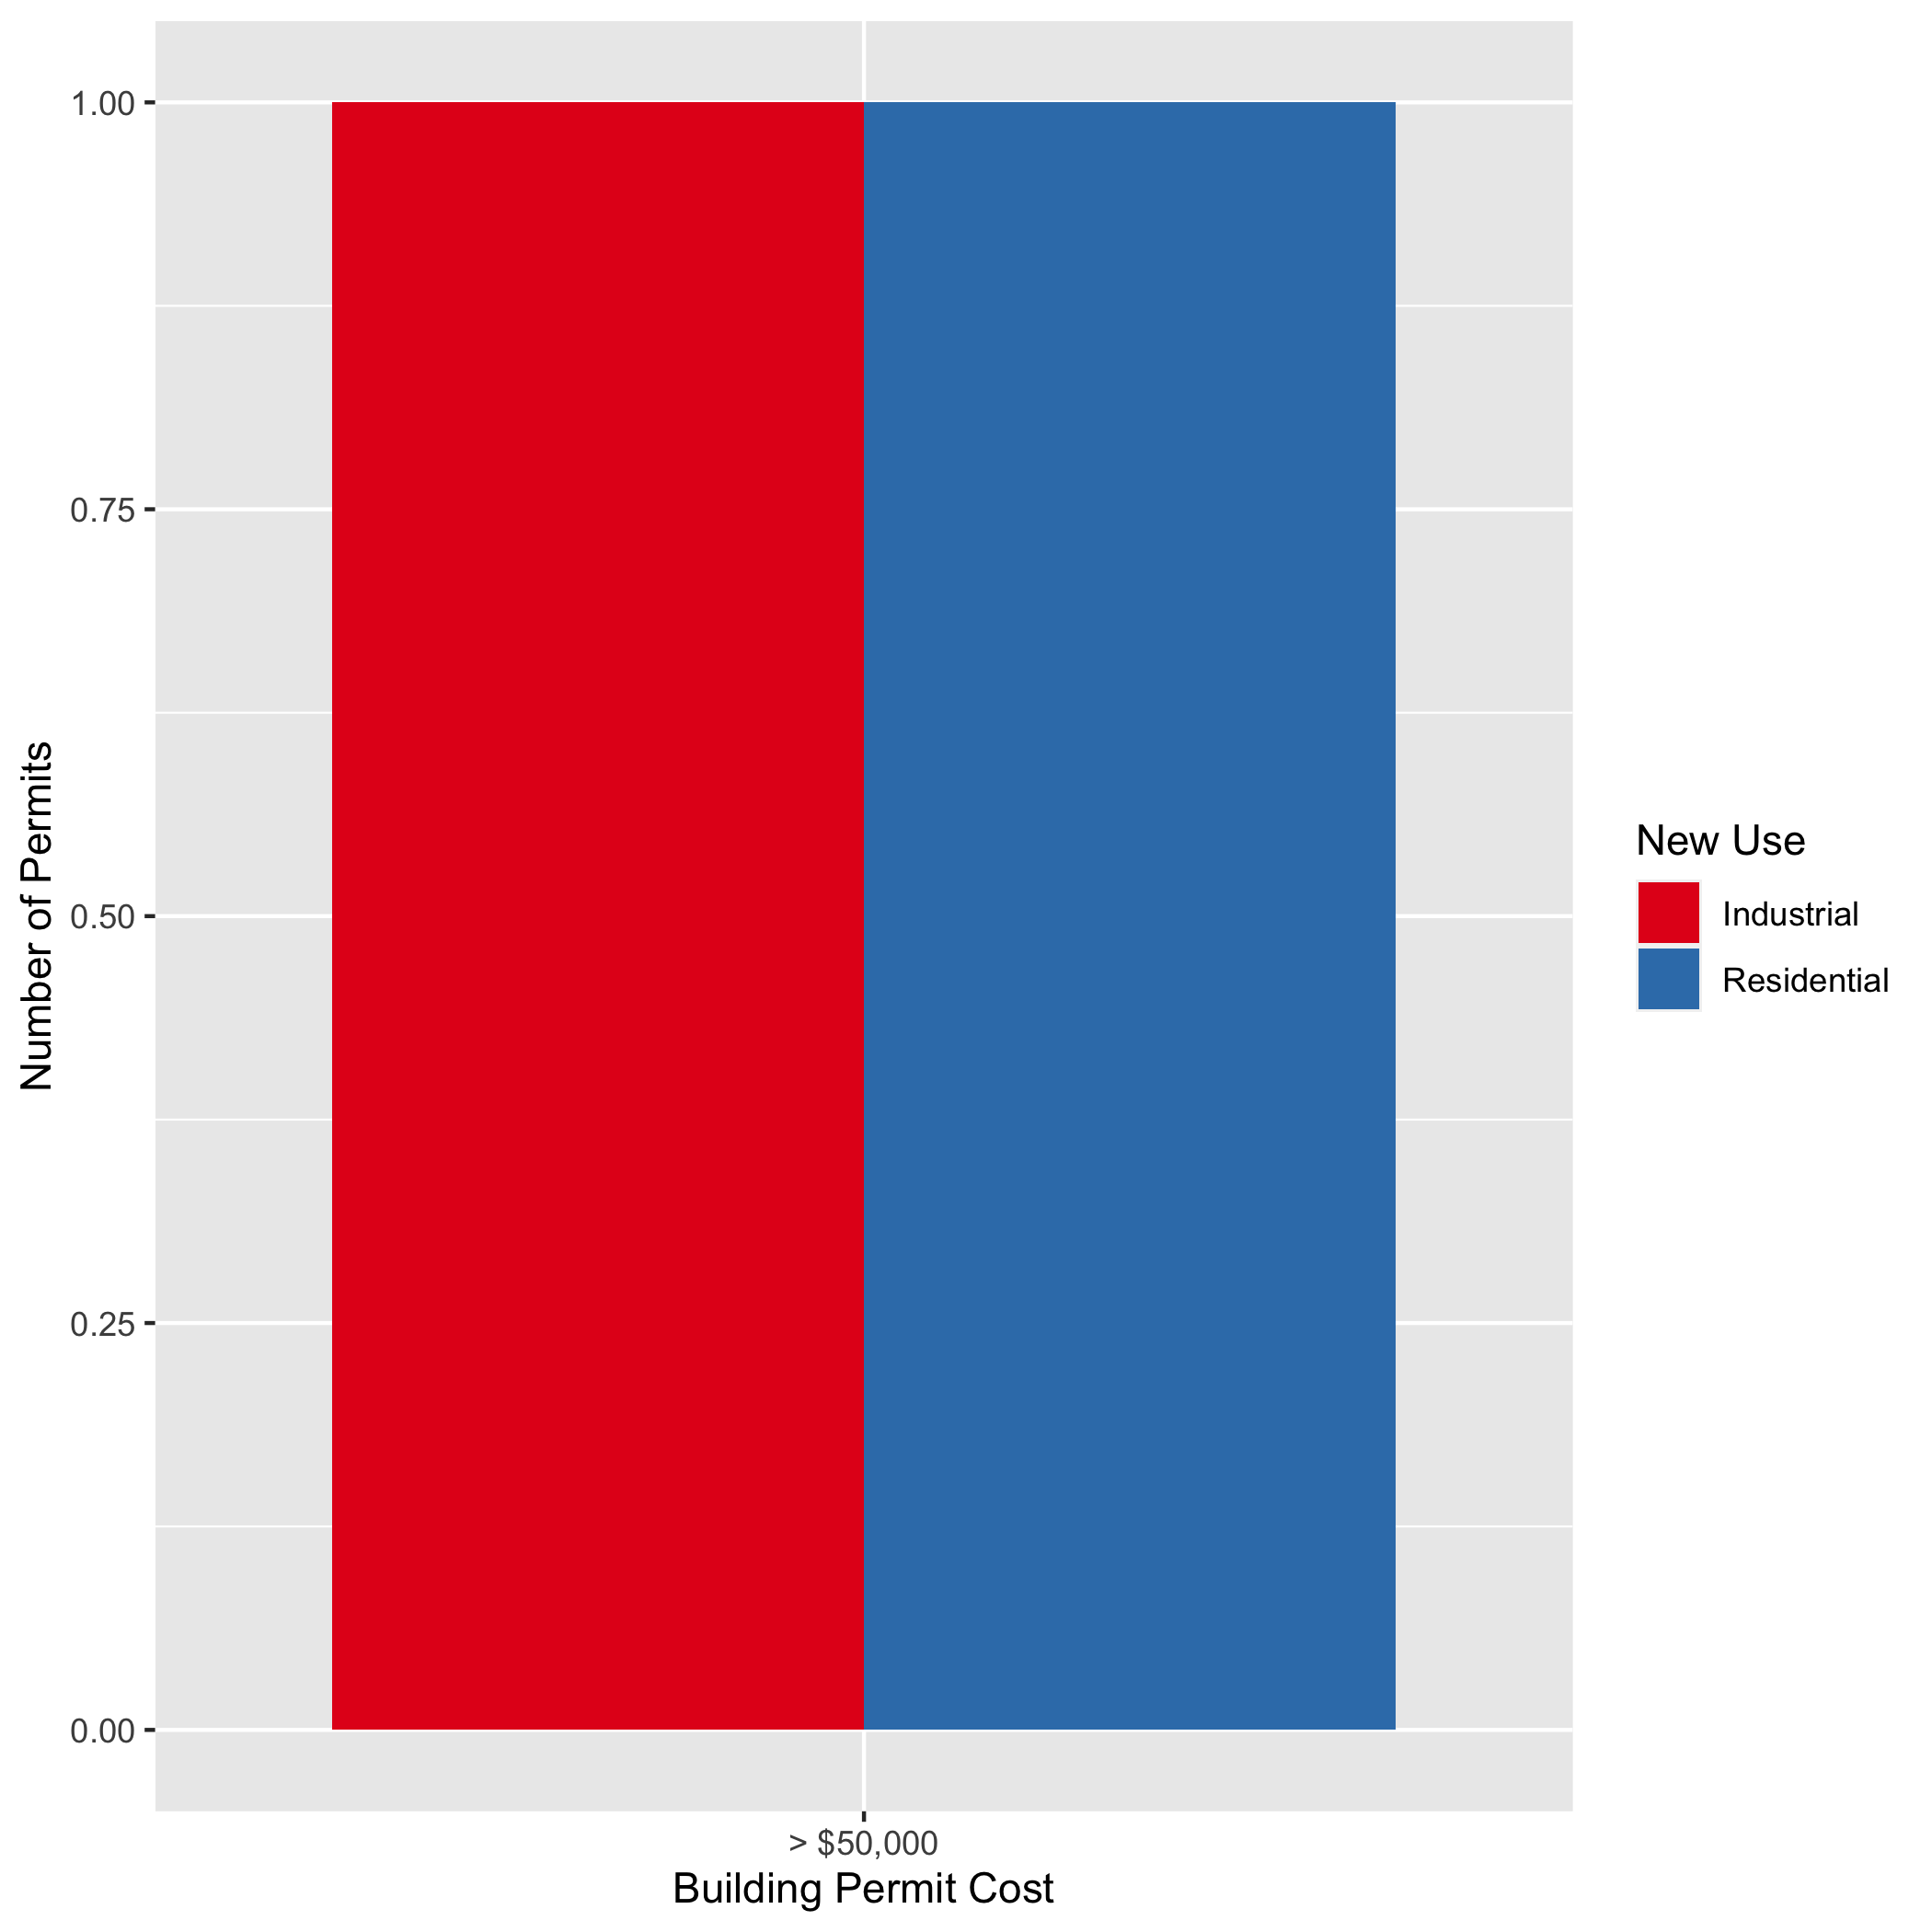 1.00
0.75
0.50
0.25
0.00
Number of Permits
> $50,000
Building Permit Cost
New Use
Industrial
Residential